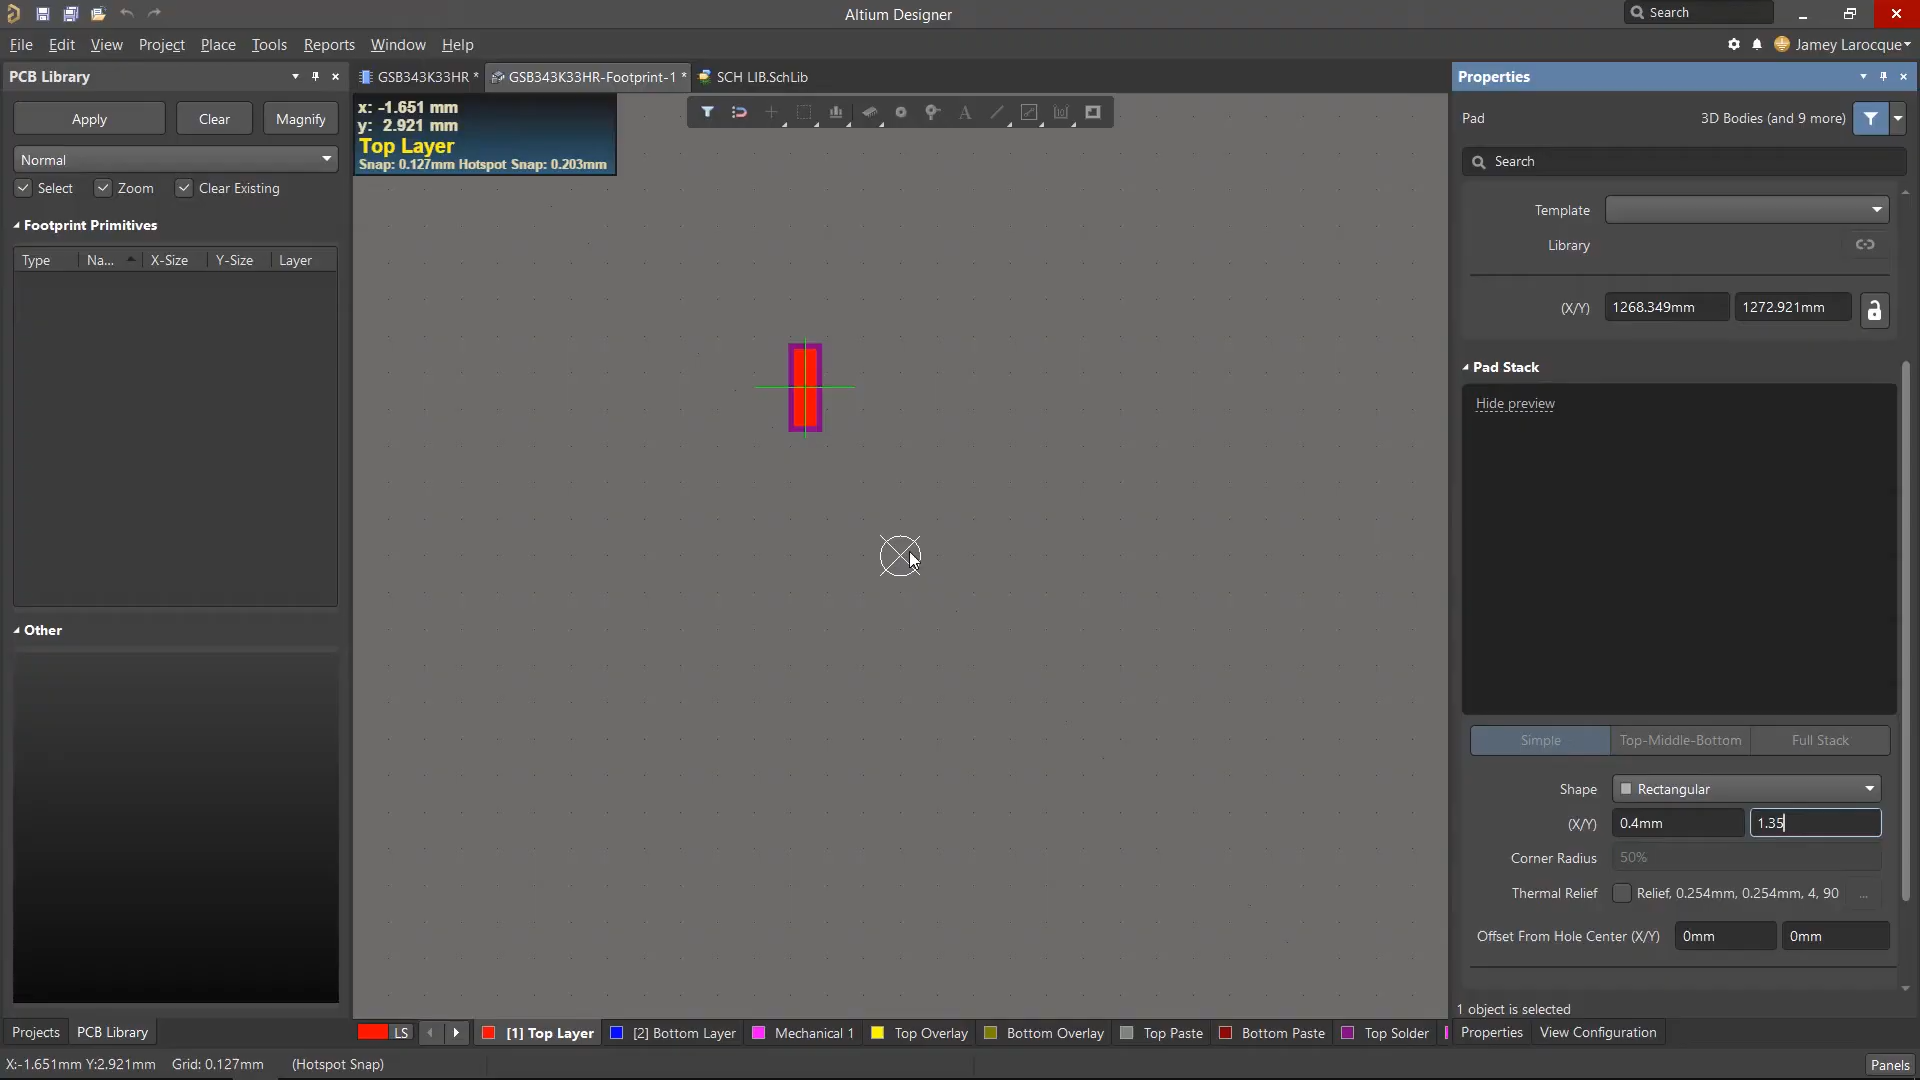 Altium Designer
Search
File Edit View Project Place Tools Reports Window Help
Jamey Larocque
PCB Library
GSB343K33HR *
GSB343K33HR-Footprint-1 *
SCH LIB.SchLib
Properties
Apply Clear Magnify
Normal
Select Zoom Clear Existing
Footprint Primitives
Type Na... X-Size Y-Size Layer
Other
x: -1.651 mm
y: 2.921 mm
Top Layer
Snap: 0.127mm Hotspot Snap: 0.203mm
Pad 3D Bodies (and 9 more)
Search
Template
Library
(X/Y) 1268.349mm 1272.921mm
Pad Stack
Hide preview
Simple Top-Middle-Bottom Full Stack
Shape Rectangular
(X/Y) 0.4mm 1.35
Corner Radius 50%
Thermal Relief Relief, 0.254mm, 0.254mm, 4, 90 ...
Offset From Hole Center (X/Y) 0mm 0mm
1 object is selected
Projects PCB Library
LS [1] Top Layer [2] Bottom Layer Mechanical 1 Top Overlay Bottom Overlay Top Paste Bottom Paste Top Solder
Properties View Configuration
X:-1.651mm Y:2.921mm Grid: 0.127mm (Hotspot Snap)
Panels